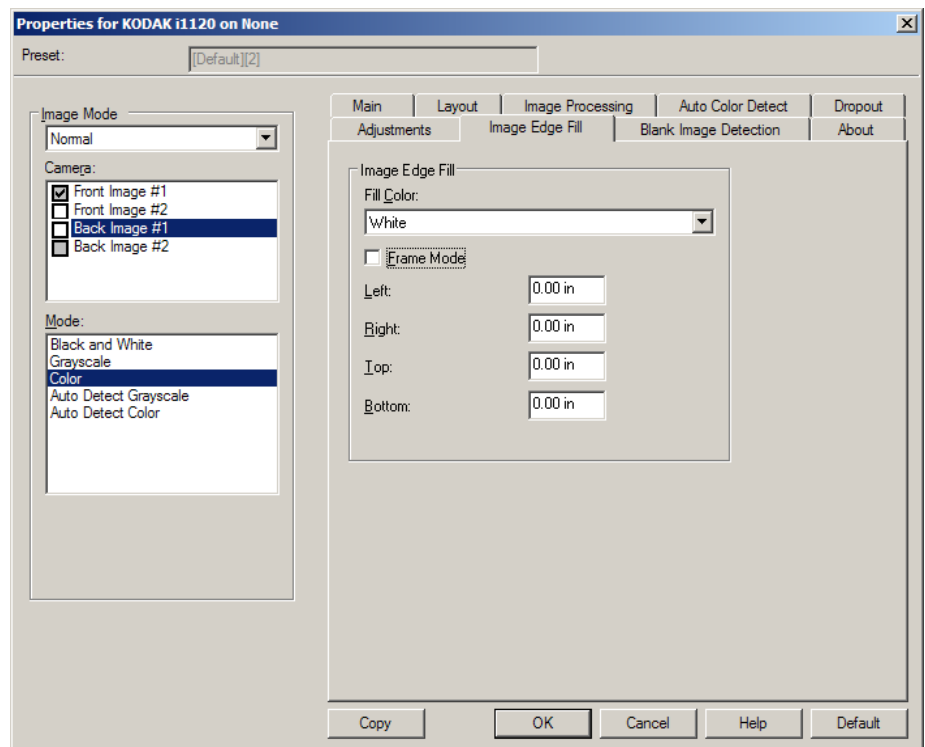 Properties for KODAK i1120 on None
Preset:
[Default][2]
Image Mode
Normal
Camera:
Front Image #1
Front Image #2
Back Image #1
Back Image #2
Mode:
Black and White
Grayscale
Color
Auto Detect Grayscale
Auto Detect Color
Main Layout Image Processing Auto Color Detect Dropout
Adjustments Image Edge Fill Blank Image Detection About
Image Edge Fill
Fill Color:
White
Frame Mode
Left: 0.00 in
Right: 0.00 in
Top: 0.00 in
Bottom: 0.00 in
Copy OK Cancel Help Default